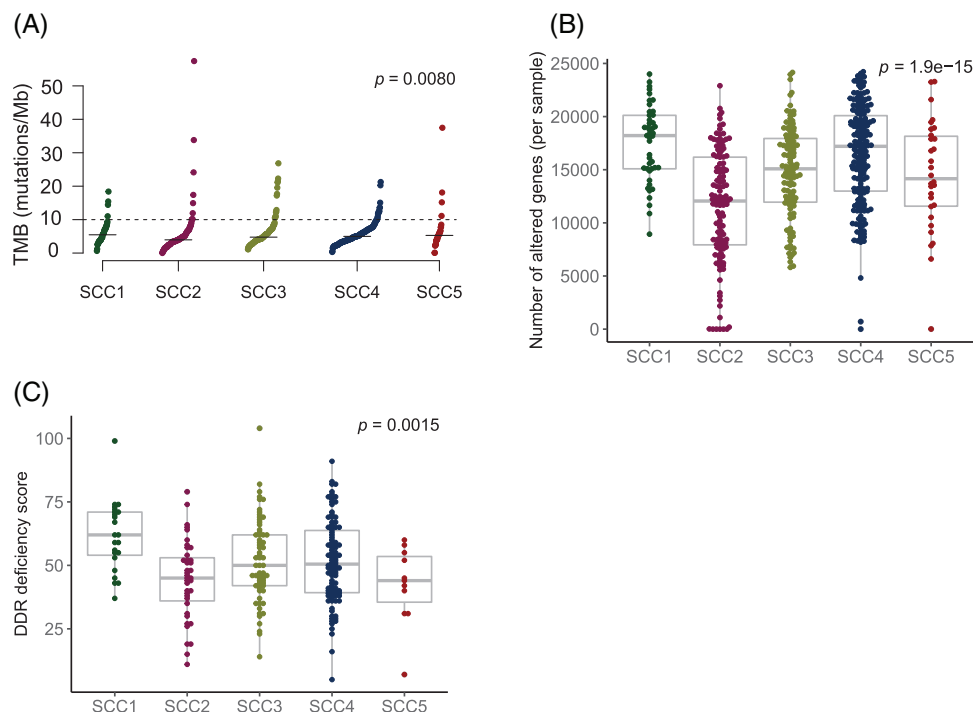 (A)
TMB (mutations/Mb)
50
40
30
20
10
0
p = 0.0080
SCC1 SCC2 SCC3 SCC4 SCC5
(B)
Number of altered genes (per sample)
25000
20000
15000
10000
5000
0
p = 1.9e−15
SCC1 SCC2 SCC3 SCC4 SCC5
(C)
DDR deficiency score
100
75
50
25
p = 0.0015
SCC1 SCC2 SCC3 SCC4 SCC5